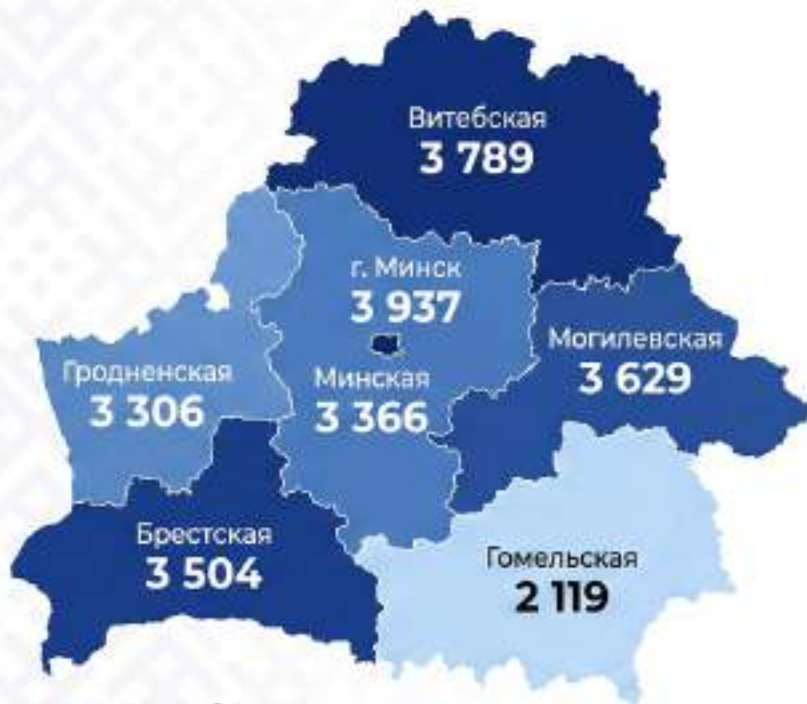 Витебская
3 789
г. Минск
3 937
Могилевская
3 629
Гродненская
3 306
Минская
3 366
Брестская
3 504
Гомельская
2 119